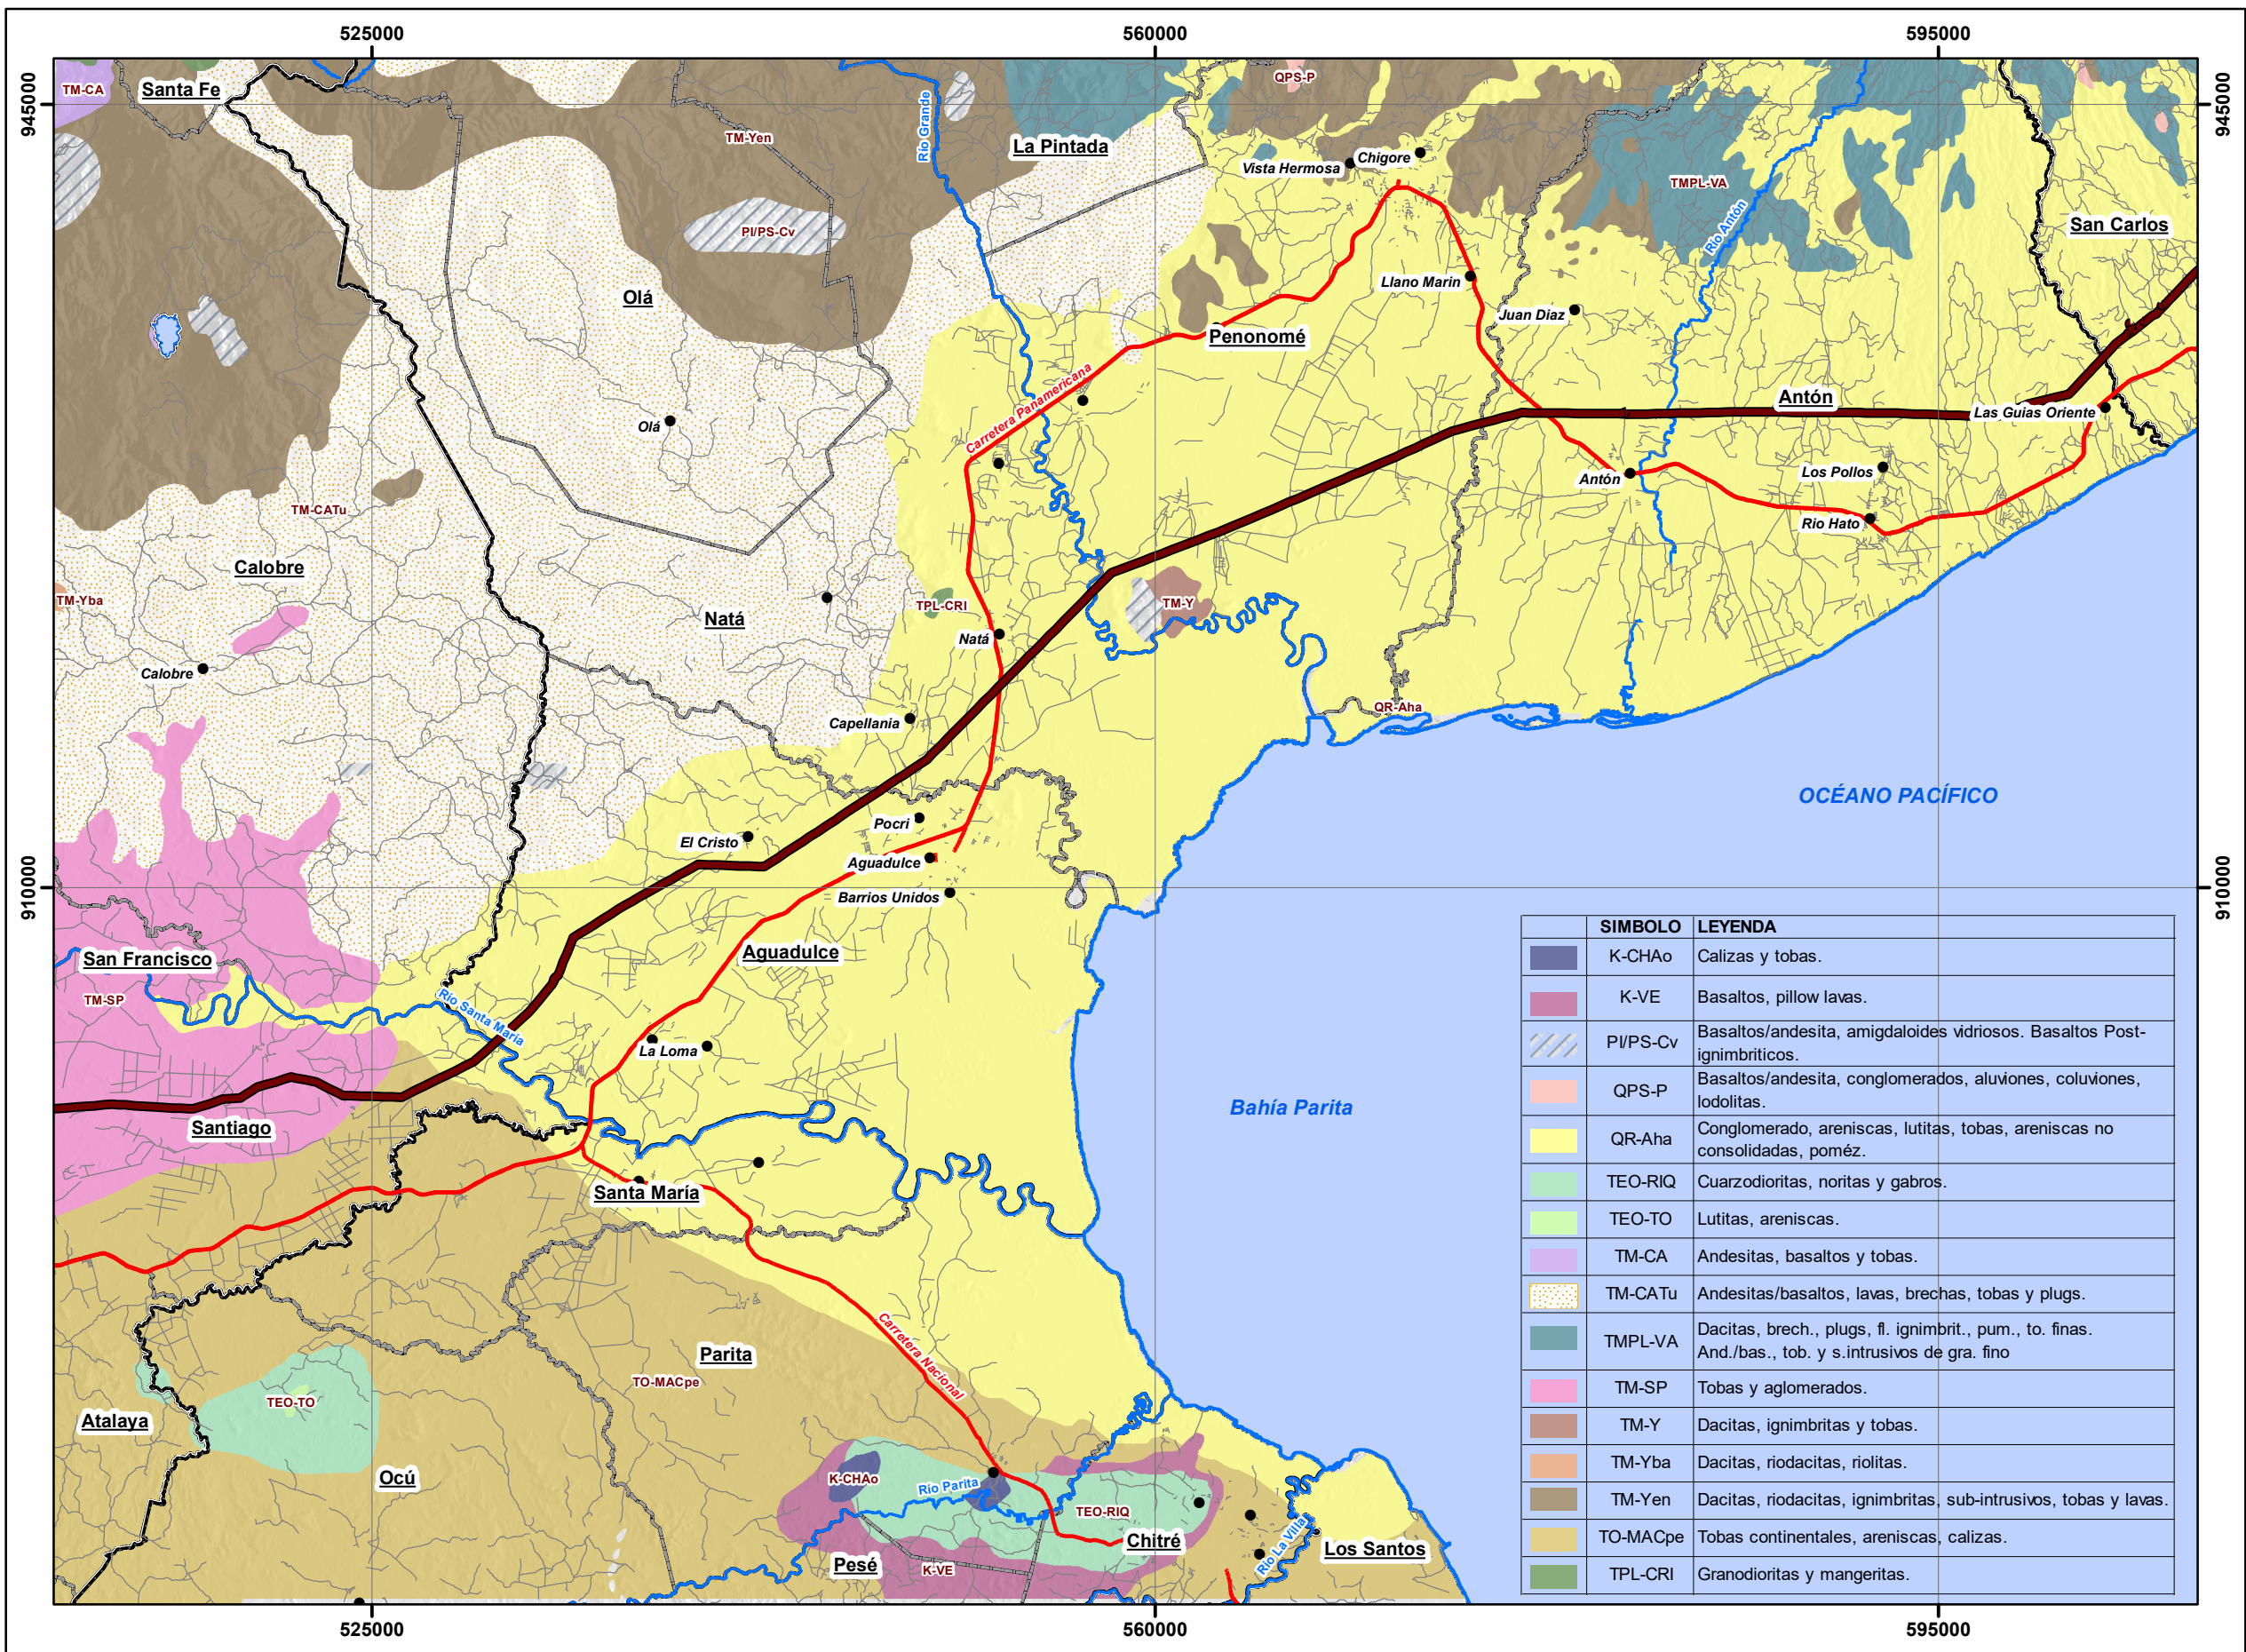 525000
560000
595000
945000
945000
TM-CA
Santa Fe
QPS-P
TM-Yen
Río Grande
La Pintada
Vista Hermosa
Chigore
TMPL-VA
Río Antón
San Carlos
PI/PS-Cv
Olá
Llano Marin
Juan Diaz
Penonomé
Carretera Panamericana
Antón
Las Guias Oriente
Olá
Los Pollos
Antón
TM-CATu
Rio Hato
Calobre
TM-Yba
TPL-CRI
TM-Y
Natá
Natá
Calobre
Capellania
QR-Aha
OCÉANO PACÍFICO
Pocri
El Cristo
Aguadulce
910000
910000
Barrios Unidos
Aguadulce
San Francisco
TM-SP
Río Santa María
La Loma
Bahía Parita
Santiago
Santa María
Parita
Carretera Nacional
TO-MACpe
TEO-TO
Atalaya
Ocú
K-CHAo
Río Parita
TEO-RIQ
Chitré
Río La Villa
Los Santos
Pesé
K-VE
SIMBOLO LEYENDA
K-CHAo Calizas y tobas.
K-VE Basaltos, pillow lavas.
PI/PS-Cv Basaltos/andesita, amigdaloides vidriosos. Basaltos Post-
ignimbriticos.
QPS-P Basaltos/andesita, conglomerados, aluviones, coluviones,
lodolitas.
QR-Aha Conglomerado, areniscas, lutitas, tobas, areniscas no
consolidadas, poméz.
TEO-RIQ Cuarzodioritas, noritas y gabros.
TEO-TO Lutitas, areniscas.
TM-CA Andesitas, basaltos y tobas.
TM-CATu Andesitas/basaltos, lavas, brechas, tobas y plugs.
TMPL-VA Dacitas, brech., plugs, fl. ignimbrit., pum., to. finas.
And./bas., tob. y s.intrusivos de gra. fino
TM-SP Tobas y aglomerados.
TM-Y Dacitas, ignimbritas y tobas.
TM-Yba Dacitas, riodacitas, riolitas.
TM-Yen Dacitas, riodacitas, ignimbritas, sub-intrusivos, tobas y lavas.
TO-MACpe Tobas continentales, areniscas, calizas.
TPL-CRI Granodioritas y mangeritas.
525000
560000
595000